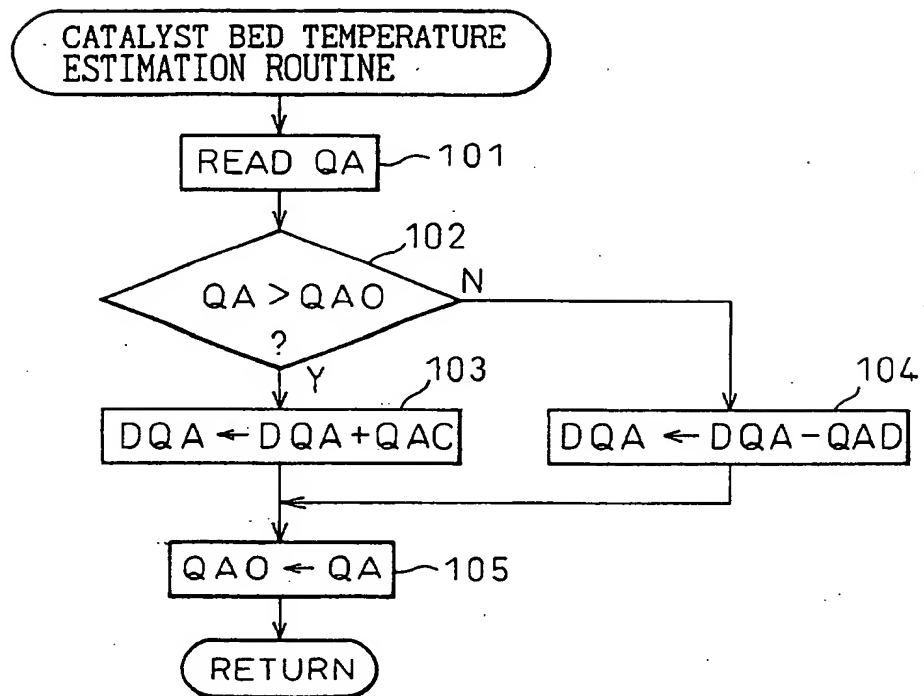 CATALYST BED TEMPERATURE
ESTIMATION ROUTINE
READ QA
101
102
QA > QAO
?
N
Y
103
DQA ← DQA + QAC
104
DQA ← DQA - QAD
QAO ← QA
105
RETURN